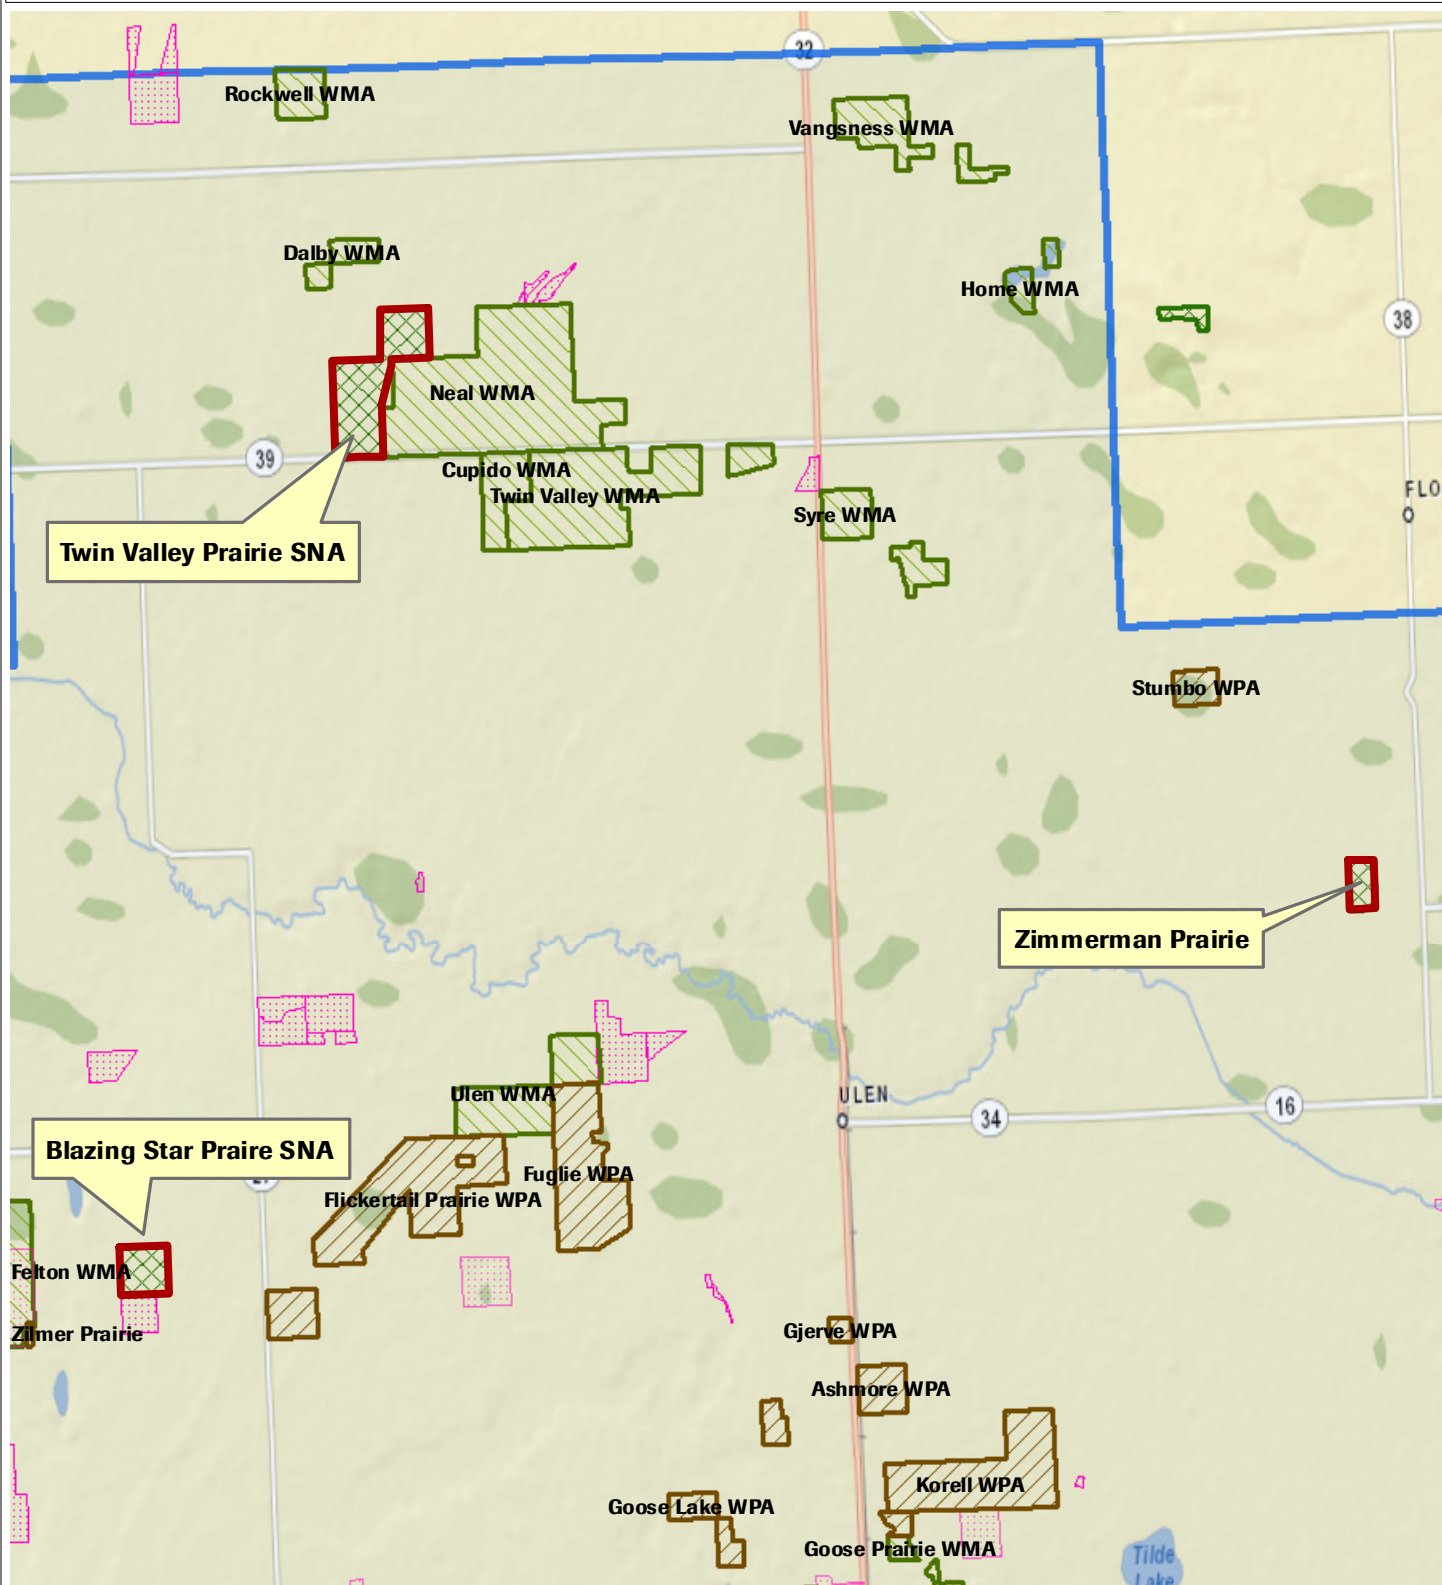 32
Rockwell WMA
Vangsness WMA
Dalby WMA
Home WMA
38
Neal WMA
39
Cupido WMA
Twin Valley WMA
FLO
Syre WMA
Twin Valley Prairie SNA
Stumbo WPA
Zimmerman Prairie
ULEN
Ulen WMA
34
16
Blazing Star Praire SNA
Fuglie WPA
Flickertail Prairie WPA
Felton WMA
Zilmer Prairie
Gjerve WPA
Ashmore WPA
Korell WPA
Goose Lake WPA
Goose Prairie WMA
Tilde
Lake